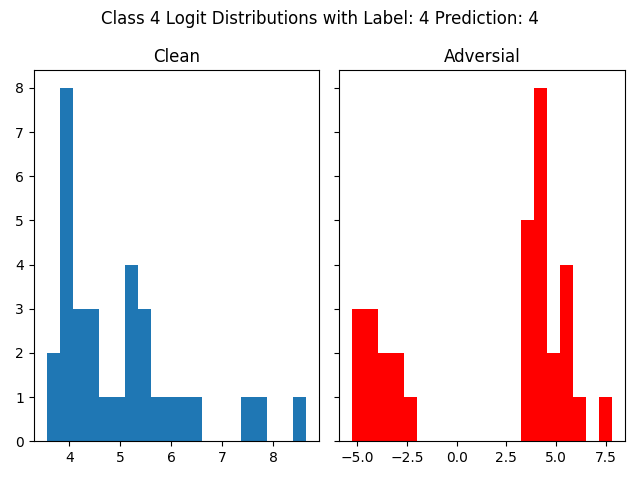 Class 4 Logit Distributions with Label: 4 Prediction: 4
Clean
Adversial
8
7
6
5
4
3
2
1
0
4 5 6 7 8
−5.0 −2.5 0.0 2.5 5.0 7.5